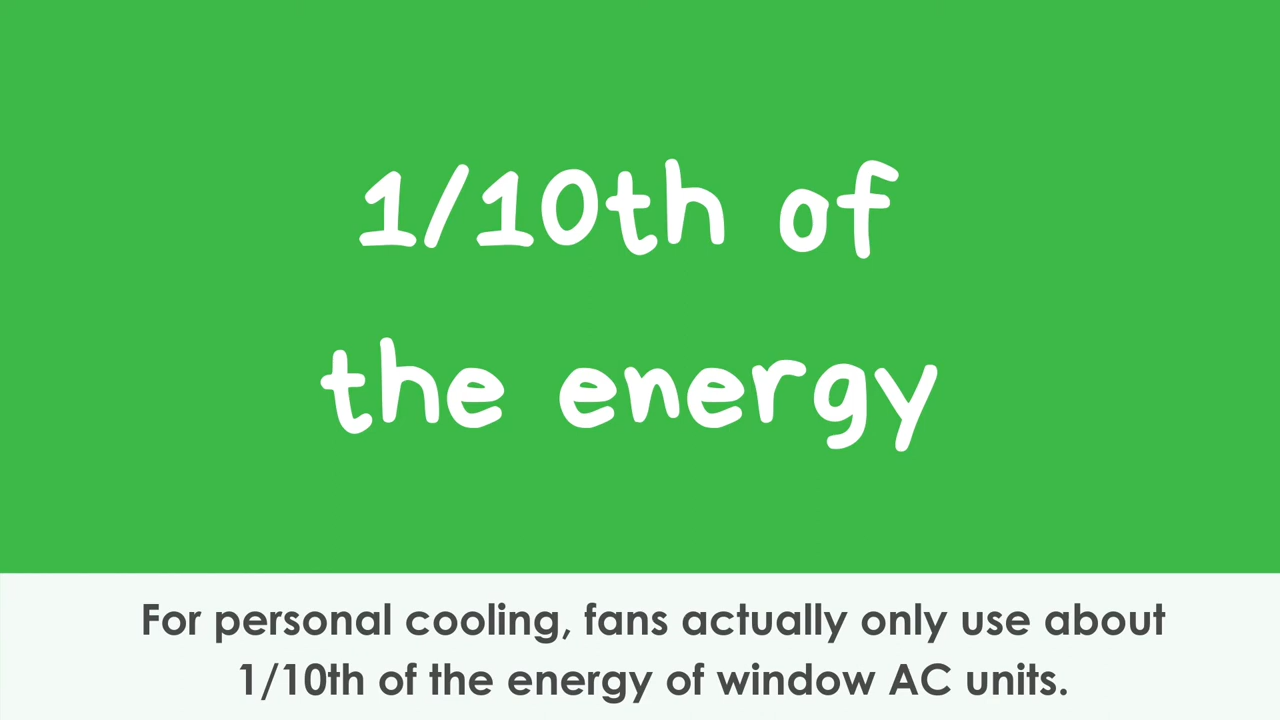 1/10th of
the energy
For personal cooling, fans actually only use about
1/10th of the energy of window AC units.